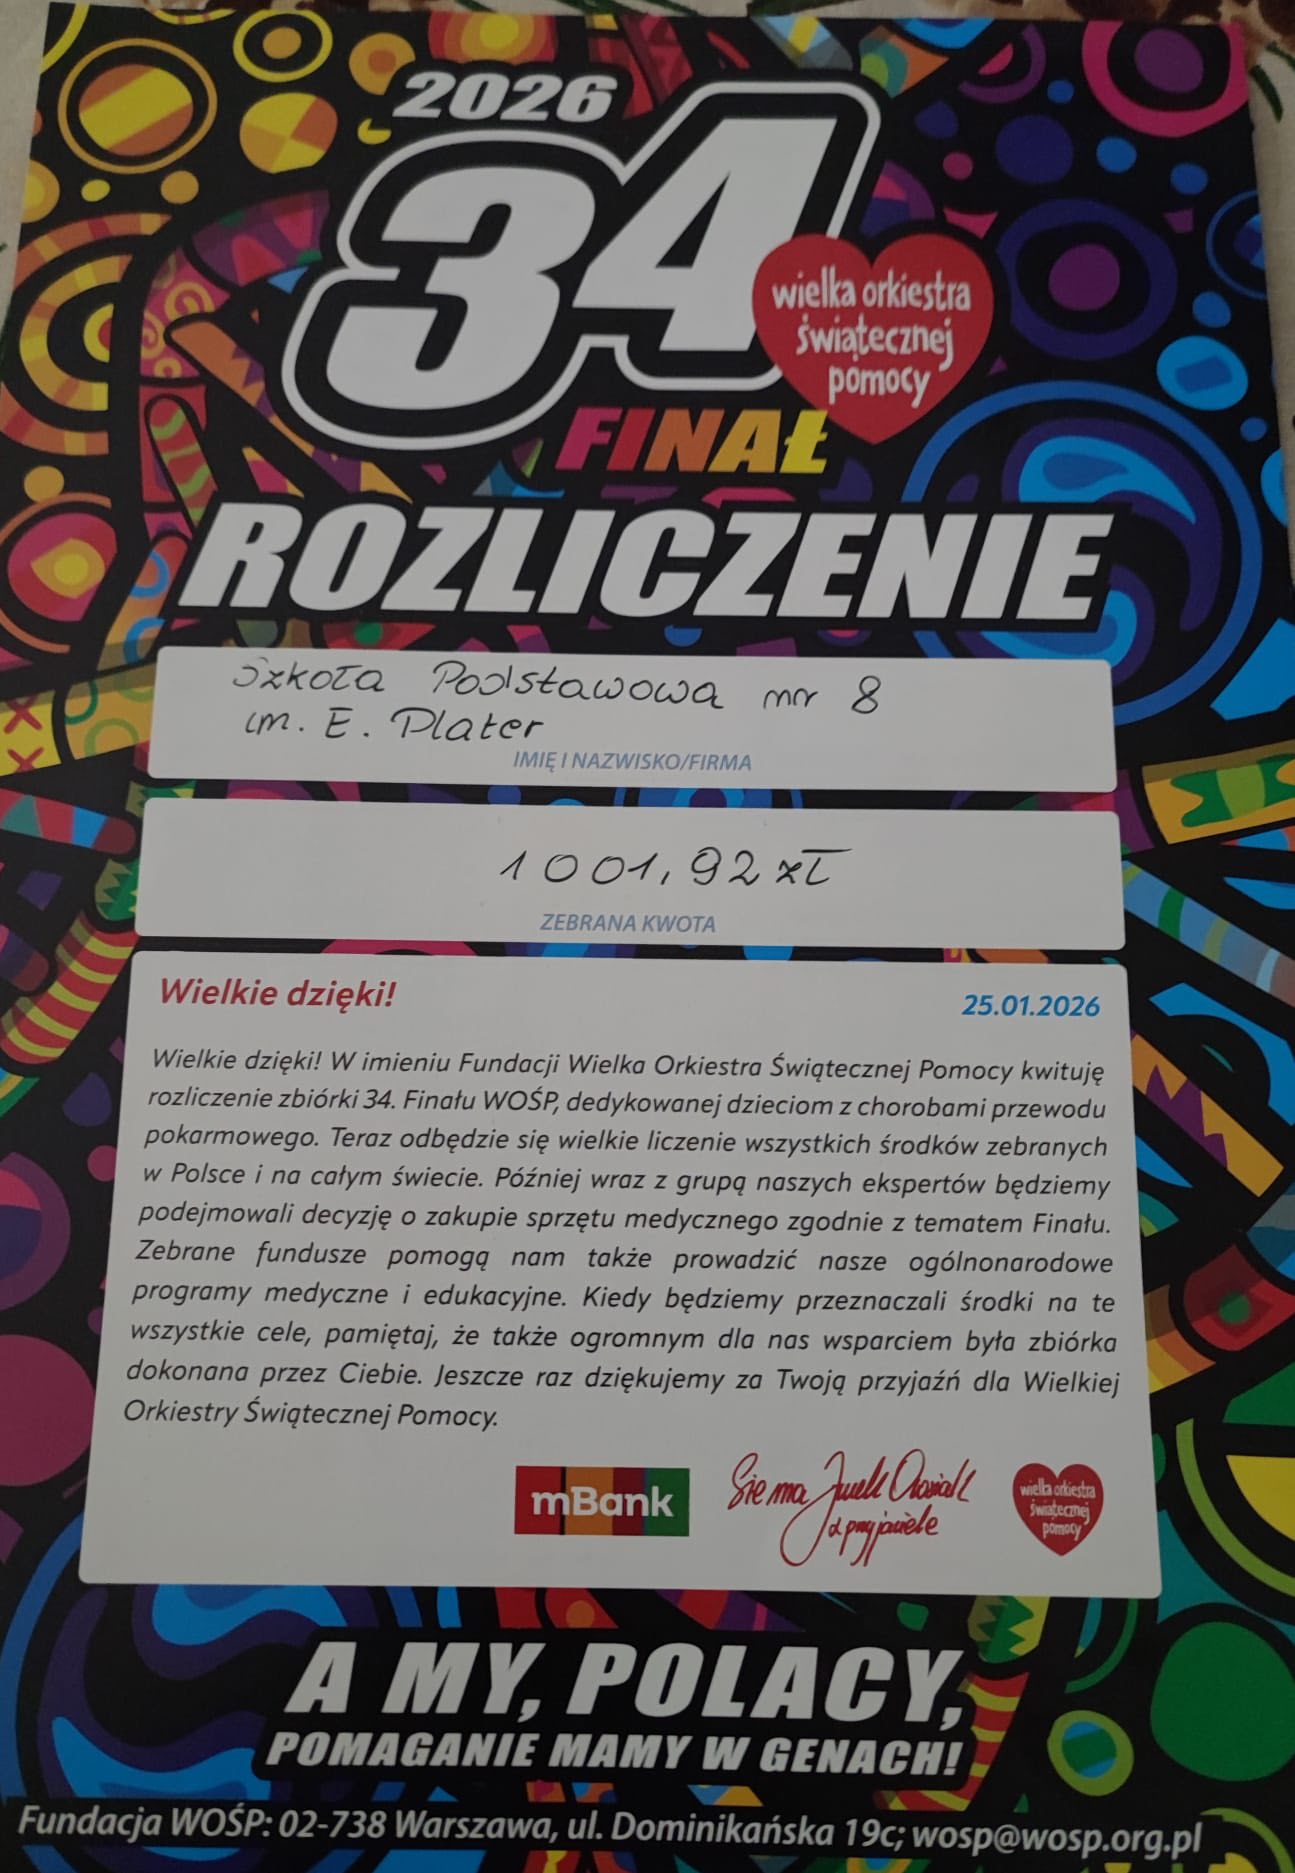 2026
34
wielka orkiestra
świątecznej
pomocy
FINAŁ
ROZLICZENIE
Szkoła Podstawowa nr 8
im. E. Plater
IMIĘ I NAZWISKO/FIRMA
1001,92 zł
ZEBRANA KWOTA
Wielkie dzięki!
25.01.2026
Wielkie dzięki! W imieniu Fundacji Wielka Orkiestra Świątecznej Pomocy kwituję
rozliczenie zbiórki 34. Finału WOŚP, dedykowanej dzieciom z chorobami przewodu
pokarmowego. Teraz odbędzie się wielkie liczenie wszystkich środków zebranych
w Polsce i na całym świecie. Później wraz z grupą naszych ekspertów będziemy
podejmowali decyzję o zakupie sprzętu medycznego zgodnie z tematem Finału.
Zebrane fundusze pomogą nam także prowadzić nasze ogólnonarodowe
programy medyczne i edukacyjne. Kiedy będziemy przeznaczali środki na te
wszystkie cele, pamiętaj, że także ogromnym dla nas wsparciem była zbiórka
dokonana przez Ciebie. Jeszcze raz dziękujemy za Twoją przyjaźń dla Wielkiej
Orkiestry Świątecznej Pomocy.
mBank
Siema Jurek Owsiak
i przyjaciele
wielka orkiestra
świątecznej
pomocy
A MY, POLACY,
POMAGANIE MAMY W GENACH!
Fundacja WOŚP: 02-738 Warszawa, ul. Dominikańska 19c; wosp@wosp.org.pl